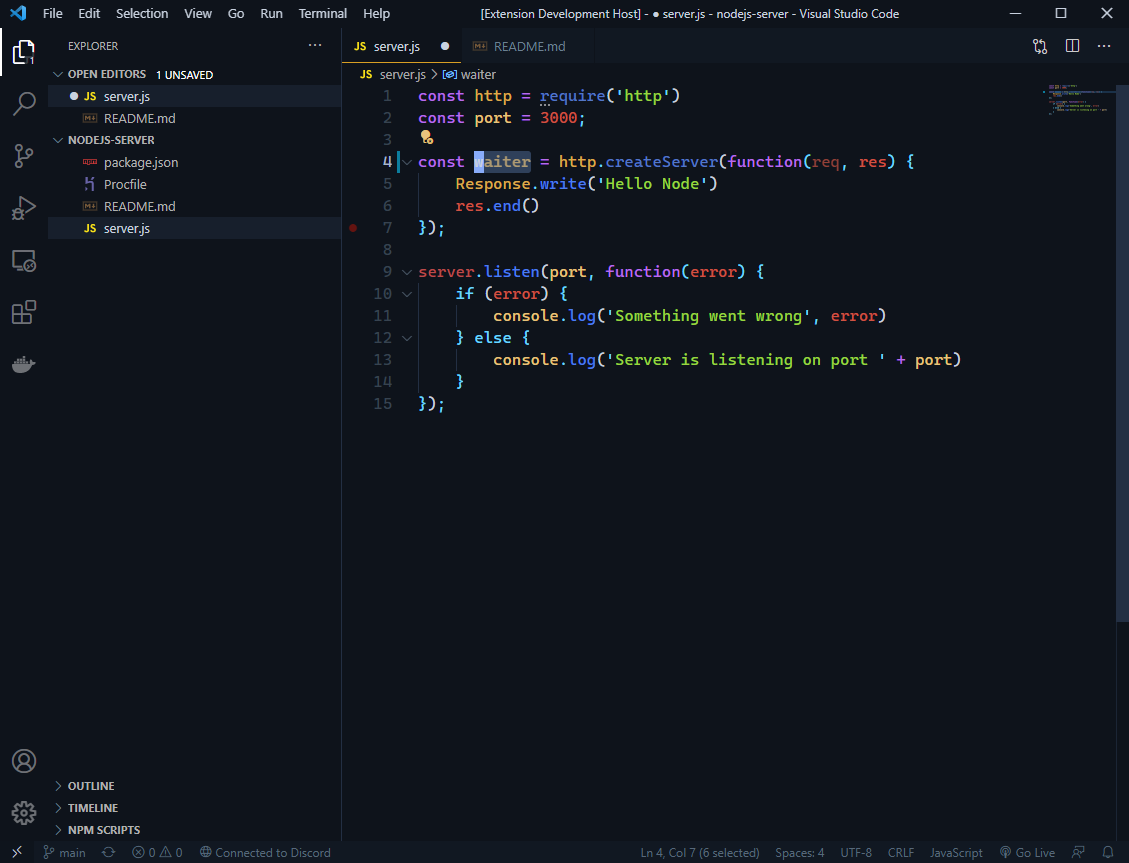 File Edit Selection View Go Run Terminal Help [Extension Development Host] - ● server.js - nodejs-server - Visual Studio Code
EXPLORER ···
OPEN EDITORS 1 UNSAVED
● JS server.js
README.md
NODEJS-SERVER
package.json
Procfile
README.md
JS server.js
OUTLINE
TIMELINE
NPM SCRIPTS
JS server.js ● README.md
JS server.js > waiter
1 const http = require('http')
2 const port = 3000;
3
4 const waiter = http.createServer(function(req, res) {
5 Response.write('Hello Node')
6 res.end()
7 });
8
9 server.listen(port, function(error) {
10 if (error) {
11 console.log('Something went wrong', error)
12 } else {
13 console.log('Server is listening on port ' + port)
14 }
15 });
main 0 0 Connected to Discord Ln 4, Col 7 (6 selected) Spaces: 4 UTF-8 CRLF JavaScript Go Live